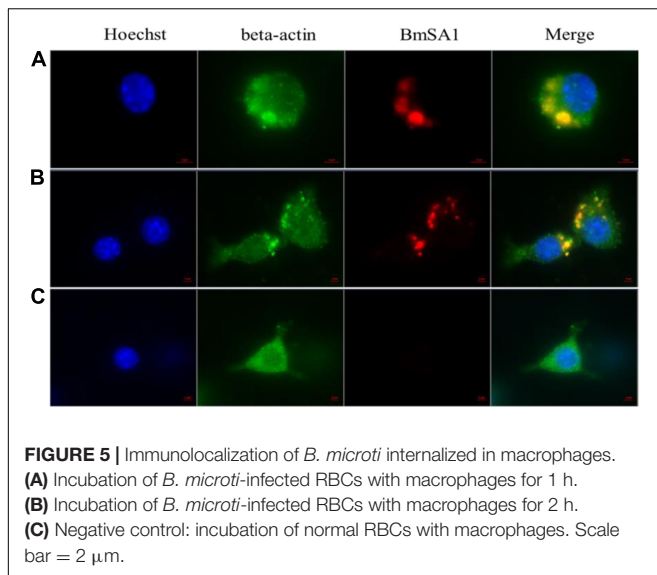 Hoechst beta-actin BmSA1 Merge
A
B
C
FIGURE 5 | Immunolocalization of B. microti internalized in macrophages.
(A) Incubation of B. microti-infected RBCs with macrophages for 1 h.
(B) Incubation of B. microti-infected RBCs with macrophages for 2 h.
(C) Negative control: incubation of normal RBCs with macrophages. Scale
bar = 2 μm.